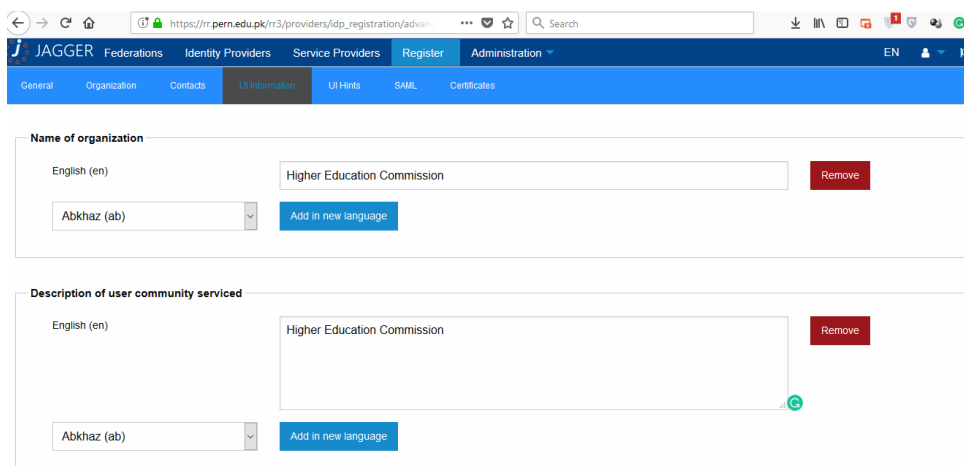 https://rr.pern.edu.pk/rr3/providers/idp_registration/advan
Search
1
JAGGER Federations Identity Providers Service Providers Register Administration EN
General Organization Contacts UI Information UI Hints SAML Certificates
Name of organization
English (en) Higher Education Commission Remove
Abkhaz (ab) Add in new language
Description of user community serviced
English (en) Higher Education Commission Remove
Abkhaz (ab) Add in new language